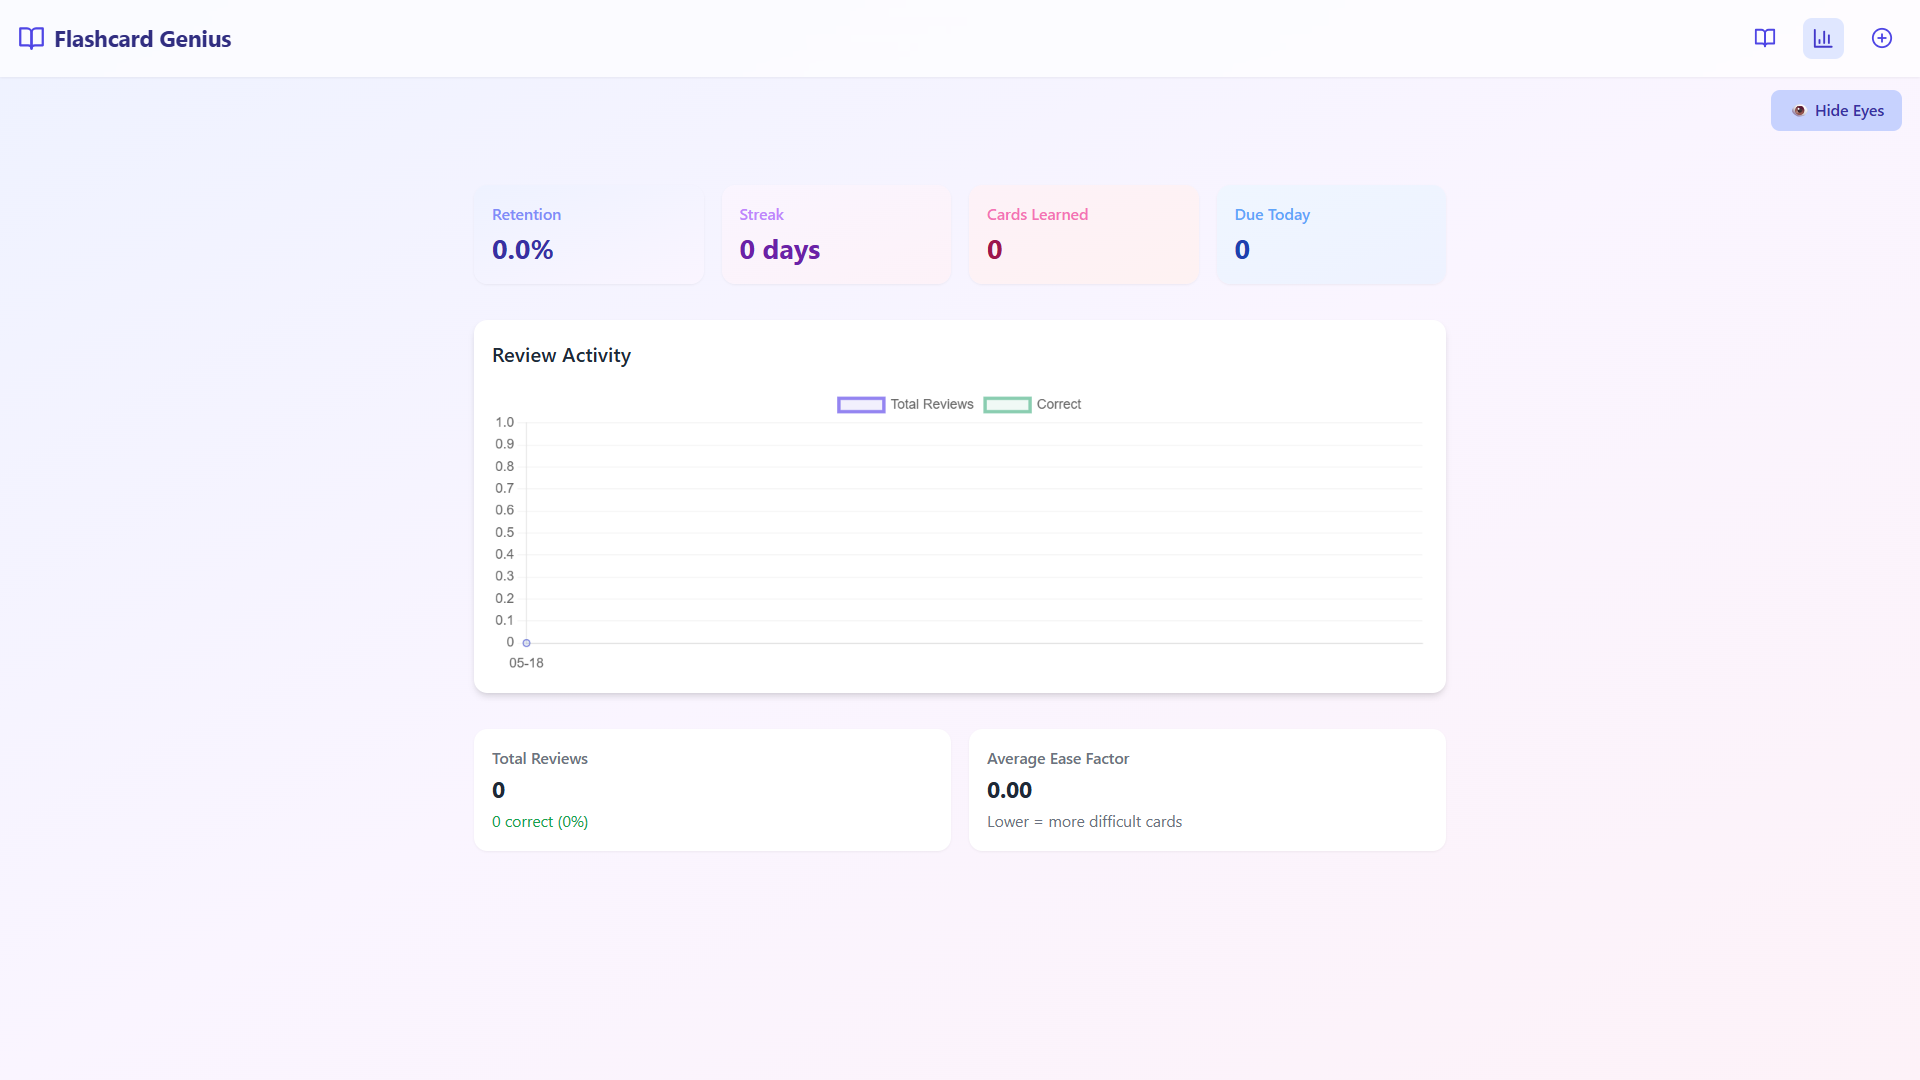 Flashcard Genius
Hide Eyes
Retention
0.0%
Streak
0 days
Cards Learned
0
Due Today
0
Review Activity
Total Reviews
Correct
1.0
0.9
0.8
0.7
0.6
0.5
0.4
0.3
0.2
0.1
0
05-18
Total Reviews
0
0 correct (0%)
Average Ease Factor
0.00
Lower = more difficult cards